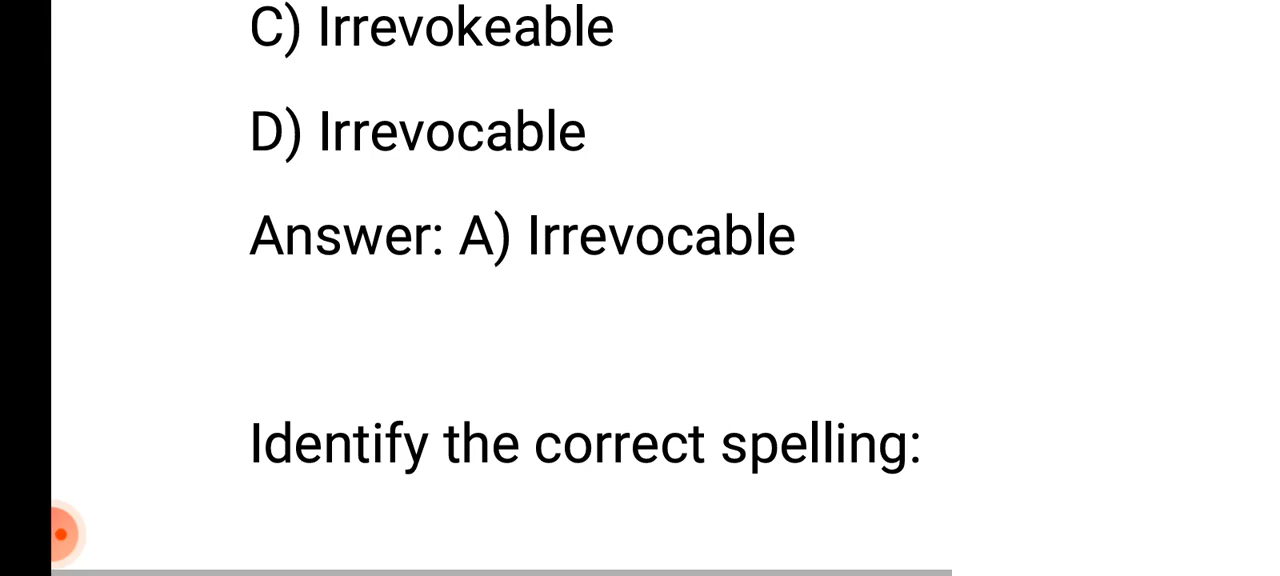 C) Irrevokeable
D) Irrevocable
Answer: A) Irrevocable
Identify the correct spelling: